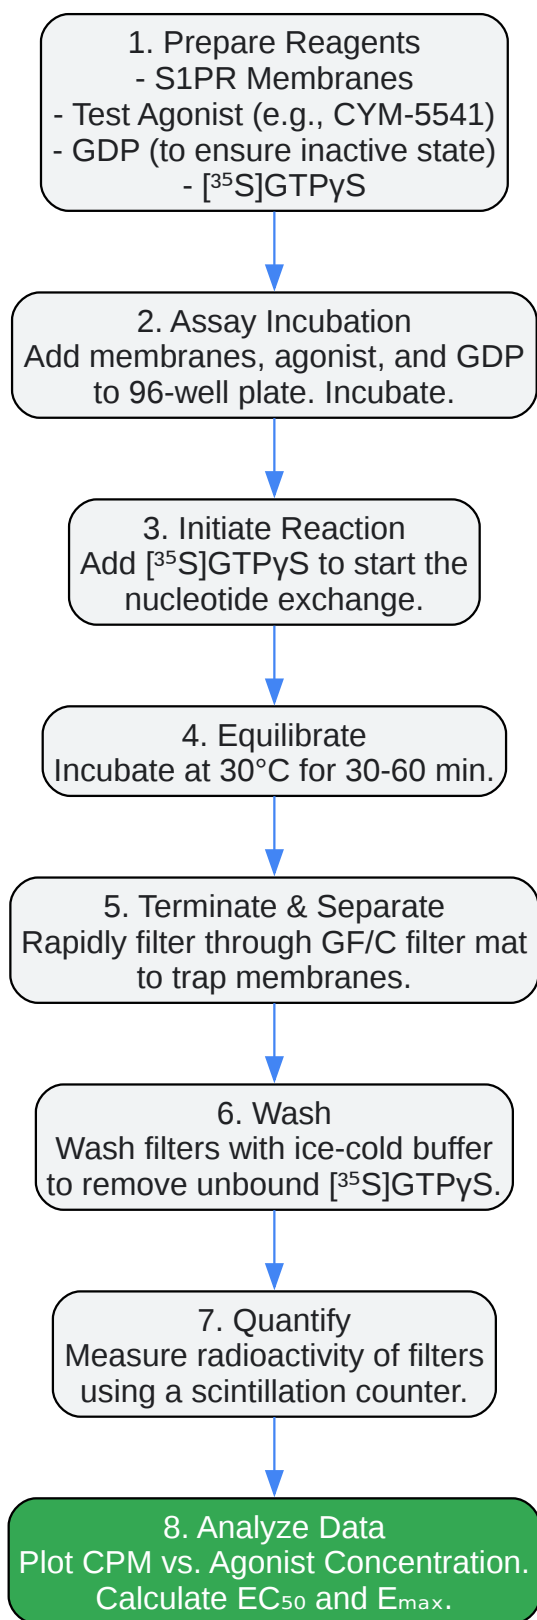 1. Prepare Reagents
- S1PR Membranes
- Test Agonist (e.g., CYM-5541)
- GDP (to ensure inactive state)
- [³⁵S]GTPγS
2. Assay Incubation
Add membranes, agonist, and GDP
to 96-well plate. Incubate.
3. Initiate Reaction
Add [³⁵S]GTPγS to start the
nucleotide exchange.
4. Equilibrate
Incubate at 30°C for 30-60 min.
5. Terminate & Separate
Rapidly filter through GF/C filter mat
to trap membranes.
6. Wash
Wash filters with ice-cold buffer
to remove unbound [³⁵S]GTPγS.
7. Quantify
Measure radioactivity of filters
using a scintillation counter.
8. Analyze Data
Plot CPM vs. Agonist Concentration.
Calculate EC₅₀ and Eₘₐₓ.